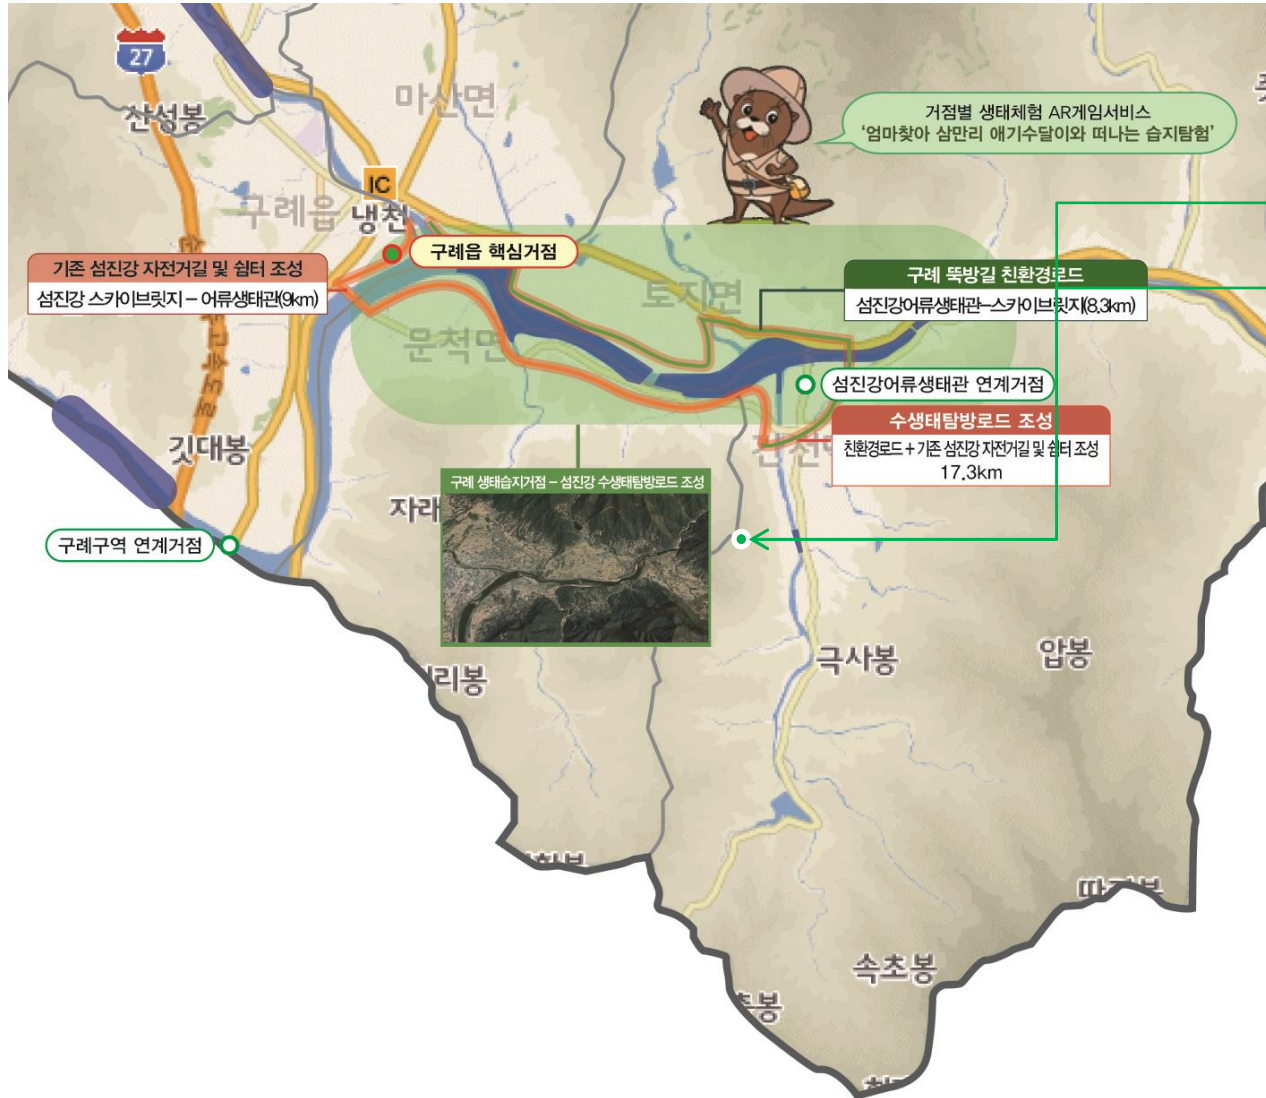 27
산성봉
마산면
거점별 생태체험 AR게임서비스
'엄마찾아 삼만리 애기수달이와 떠나는 습지탐험'
IC
구례읍
냉천
구례읍 핵심거점
기존 섬진강 자전거길 및 쉼터 조성
섬진강 스카이브릿지 – 어류생태관(9km)
구례 뚝방길 친환경로드
섬진강어류생태관–스카이브릿지(8.3km)
토지면
문척면
섬진강어류생태관 연계거점
수생태탐방로드 조성
친환경로드 + 기존 섬진강 자전거길 및 쉼터 조성
17.3km
깃대봉
구례 생태습지거점 – 섬진강 수생태탐방로드 조성
자래
구례구역 연계거점
극사봉
압봉
리봉
속초봉